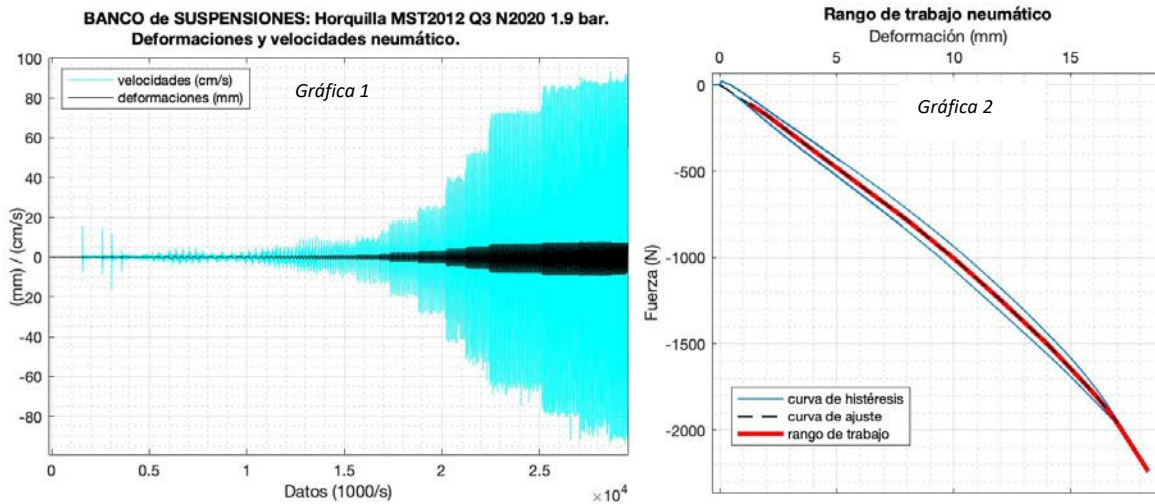 BANCO de SUSPENSIONES: Horquilla MST2012 Q3 N2020 1.9 bar.
Deformaciones y velocidades neumático.
100
80
60
40
20
0
-20
-40
-60
-80
(mm) / (cm/s)
velocidades (cm/s)
deformaciones (mm)
Gráfica 1
0 0.5 1 1.5 2 2.5 3
Datos (1000/s)
×10⁴
Rango de trabajo neumático
Deformación (mm)
0 5 10 15
0
-500
-1000
-1500
-2000
Fuerza (N)
Gráfica 2
curva de histéresis
curva de ajuste
rango de trabajo